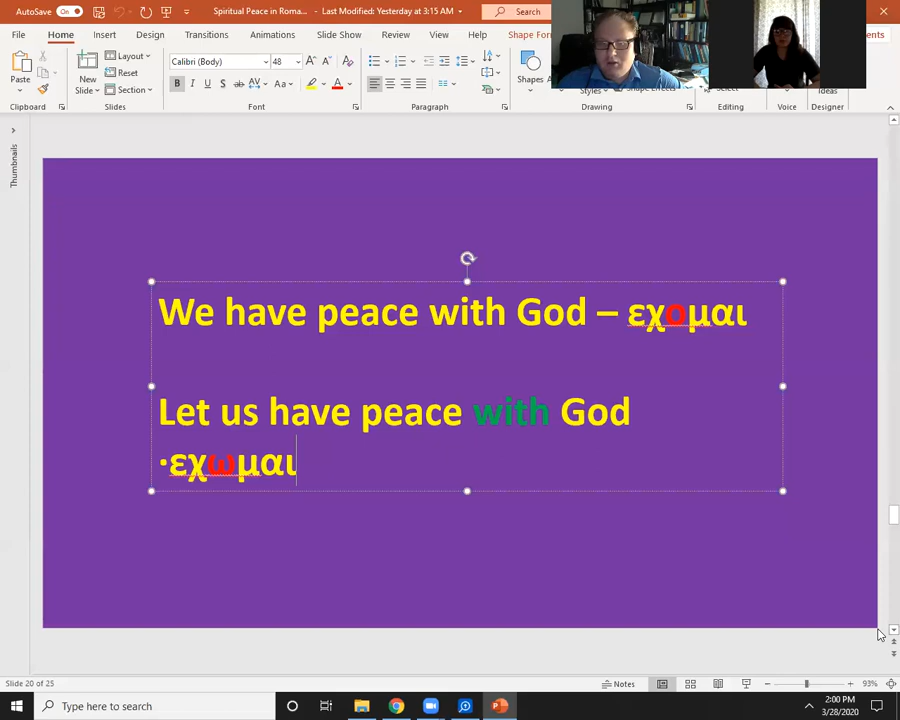 AutoSave On Spiritual Peace in Roma... • Last Modified: Yesterday at 3:15 AM Search
File Home Insert Design Transitions Animations Slide Show Review View Help Shape For
Paste New Slide Layout Reset Section Calibri (Body) 48 Shapes Styles Ideas
Clipboard Slides Font Paragraph Drawing Editing Voice Designer
Thumbnails
We have peace with God – εχομαι
Let us have peace with God
·εχωμαι
Slide 20 of 25 Notes 93%
Type here to search 2:00 PM
3/28/2020